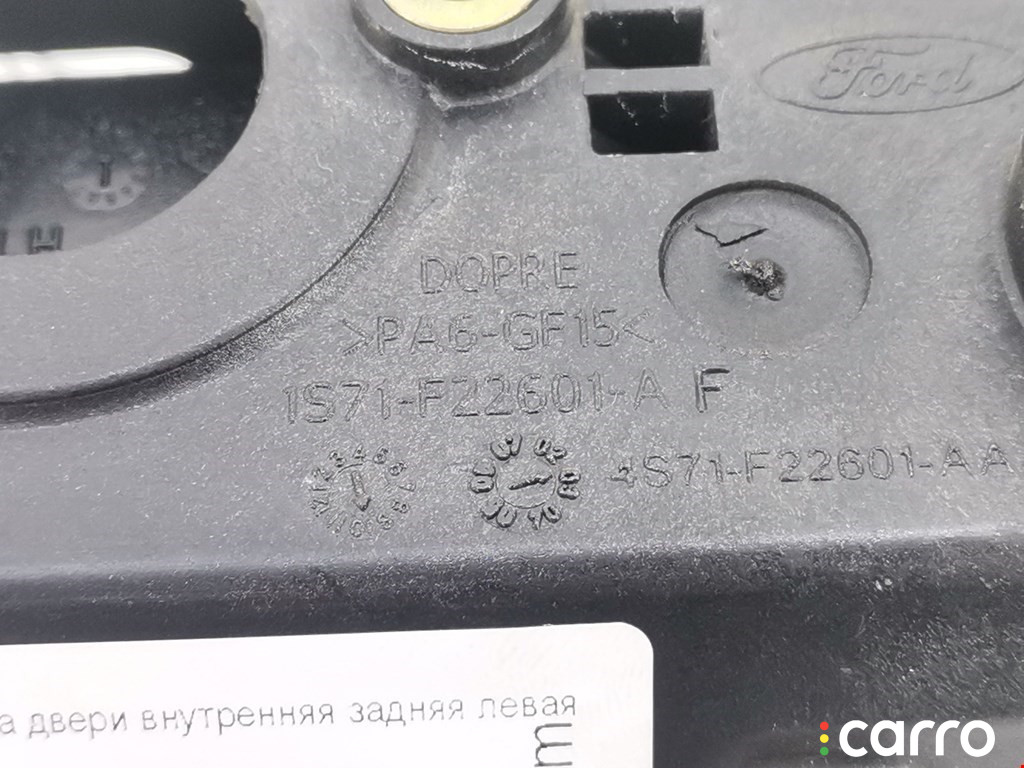 Ford
DOPRE
>PA6-GF15<
1S71-F22601-A F
4S71-F22601-AA
а двери внутренняя задняя левая
m
carro